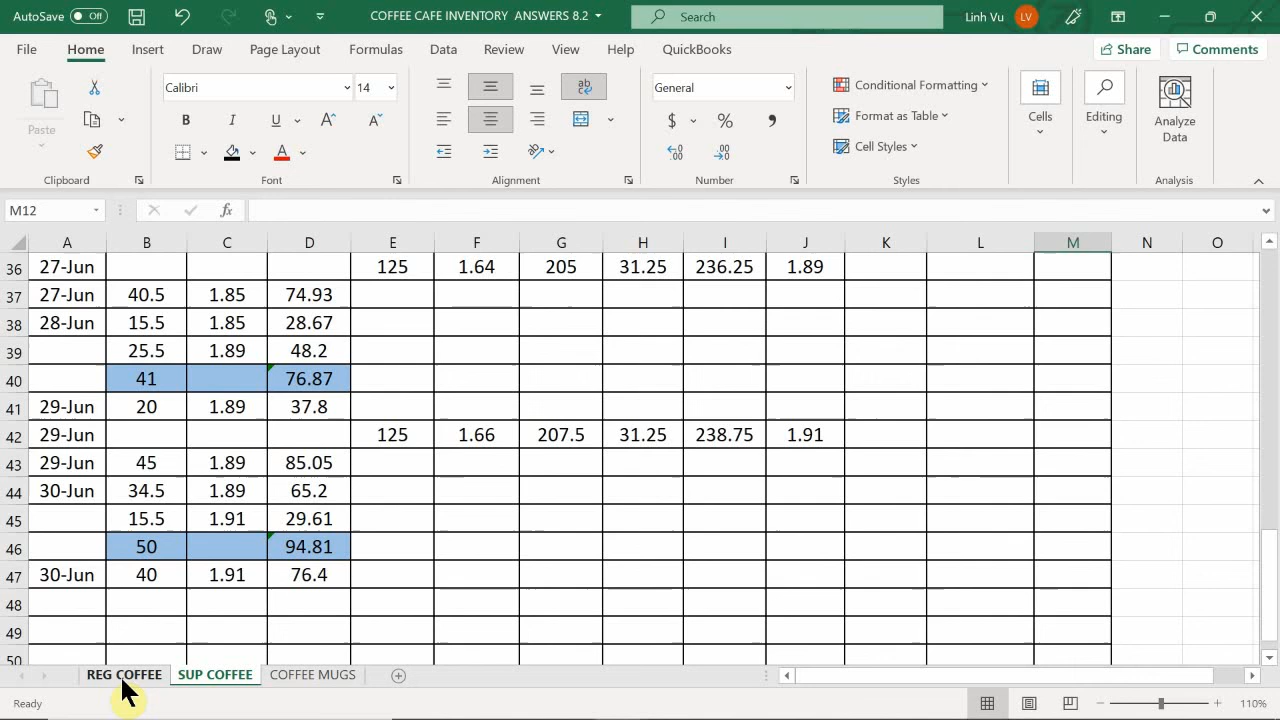 AutoSave Off COFFEE CAFE INVENTORY ANSWERS 8.2 Search Linh Vu LV
File Home Insert Draw Page Layout Formulas Data Review View Help QuickBooks Share Comments
Paste Calibri 14 General Conditional Formatting Format as Table Cell Styles Cells Editing Analyze Data
B I U A A ab c A $ % , .00 .0
Clipboard Font Alignment Number Styles Analysis
M12 fx
A B C D E F G H I J K L M N O
36 27-Jun 125 1.64 205 31.25 236.25 1.89
37 27-Jun 40.5 1.85 74.93
38 28-Jun 15.5 1.85 28.67
39 25.5 1.89 48.2
40 41 76.87
41 29-Jun 20 1.89 37.8
42 29-Jun 125 1.66 207.5 31.25 238.75 1.91
43 29-Jun 45 1.89 85.05
44 30-Jun 34.5 1.89 65.2
45 15.5 1.91 29.61
46 50 94.81
47 30-Jun 40 1.91 76.4
48
49
50
REG COFFEE SUP COFFEE COFFEE MUGS
Ready 110%